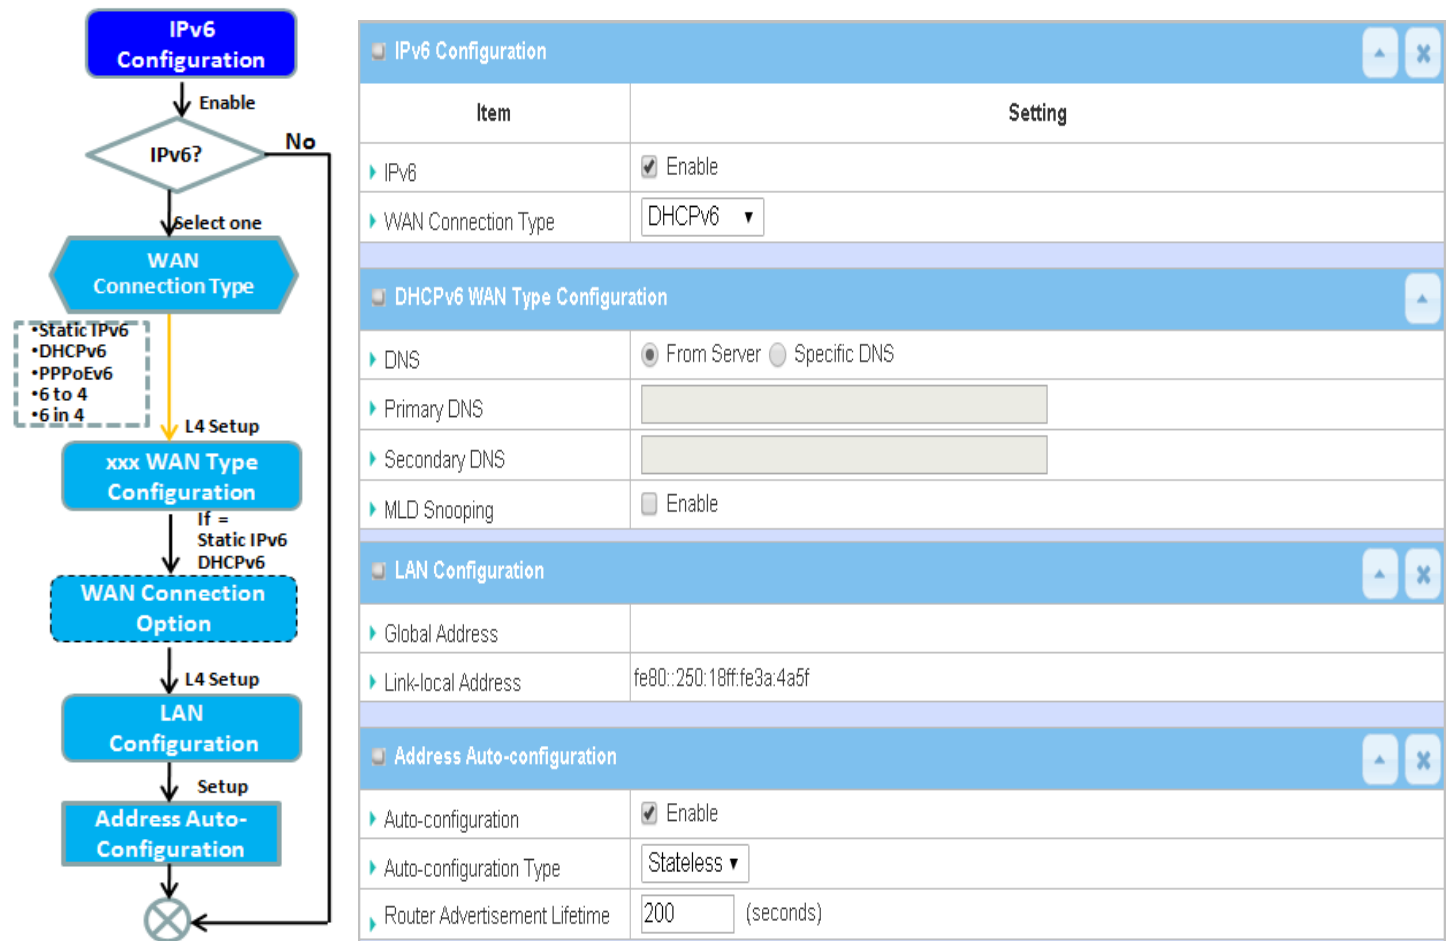 IPv6
Configuration
Enable
IPv6?
No
Select one
WAN
Connection Type
•Static IPv6
•DHCPv6
•PPPoEv6
•6 to 4
•6 in 4
L4 Setup
xxx WAN Type
Configuration
If =
Static IPv6
DHCPv6
WAN Connection
Option
L4 Setup
LAN
Configuration
Setup
Address Auto-
Configuration
IPv6 Configuration
Item Setting
IPv6 Enable
WAN Connection Type DHCPv6
DHCPv6 WAN Type Configuration
DNS From Server Specific DNS
Primary DNS
Secondary DNS
MLD Snooping Enable
LAN Configuration
Global Address
Link-local Address fe80::250:18ff:fe3a:4a5f
Address Auto-configuration
Auto-configuration Enable
Auto-configuration Type Stateless
Router Advertisement Lifetime 200 (seconds)